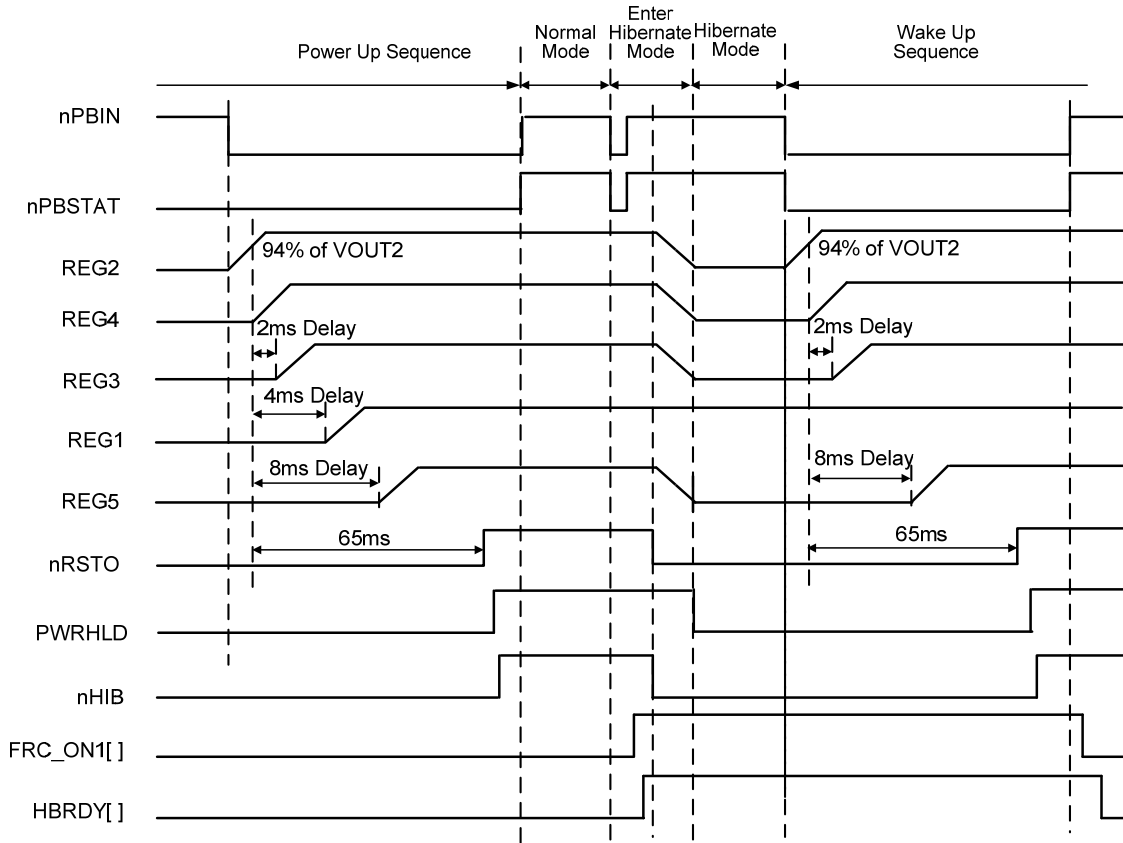 Power Up Sequence
Normal
Mode
Enter
Hibernate
Mode
Hibernate
Mode
Wake Up
Sequence
nPBIN
nPBSTAT
REG2
94% of VOUT2
94% of VOUT2
REG4
2ms Delay
2ms Delay
REG3
4ms Delay
REG1
8ms Delay
8ms Delay
REG5
65ms
65ms
nRSTO
PWRHLD
nHIB
FRC_ON1[ ]
HBRDY[ ]